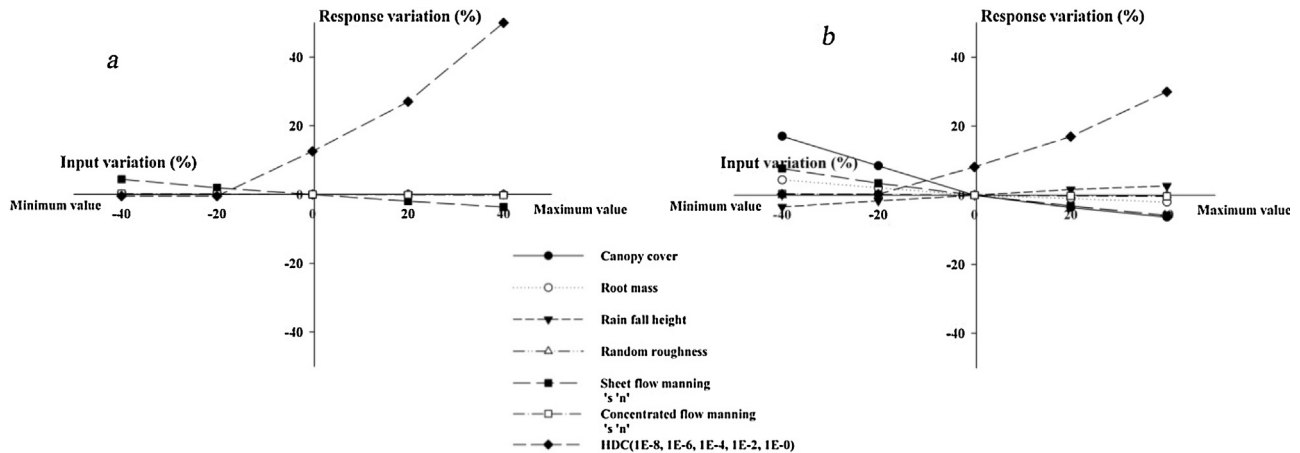 Response variation (%)
a
40
20
Input variation (%)
Minimum value
-40
-20
0
20
40
Maximum value
-20
-40
Response variation (%)
b
40
20
Input variation (%)
Minimum value
-40
-20
0
20
Maximum value
-20
-40
Canopy cover
Root mass
Rain fall height
Random roughness
Sheet flow manning
's 'n'
Concentrated flow manning
's 'n'
HDC(1E-8, 1E-6, 1E-4, 1E-2, 1E-0)